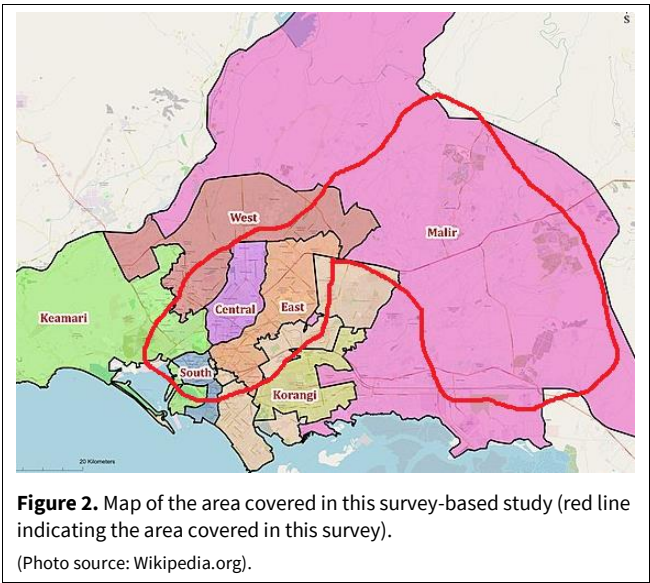 West
Malir
Central
East
Keamari
South
Korangi
20 Kilometers
Figure 2. Map of the area covered in this survey-based study (red line
indicating the area covered in this survey).
(Photo source: Wikipedia.org).